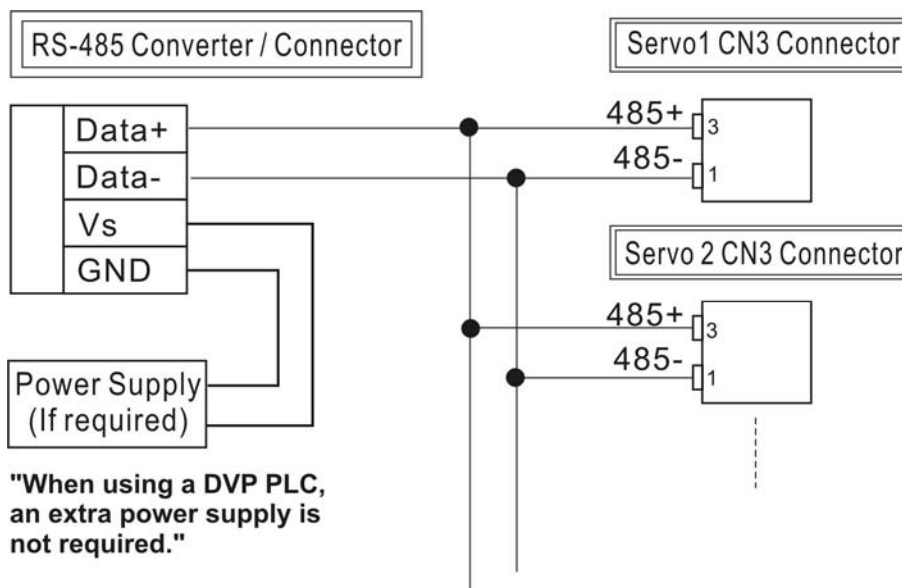 RS-485 Converter / Connector
Servo1 CN3 Connector
Data+
Data-
Vs
GND
485+
3
485-
1
Servo 2 CN3 Connector
485+
3
485-
1
Power Supply
(If required)
"When using a DVP PLC,
an extra power supply is
not required."